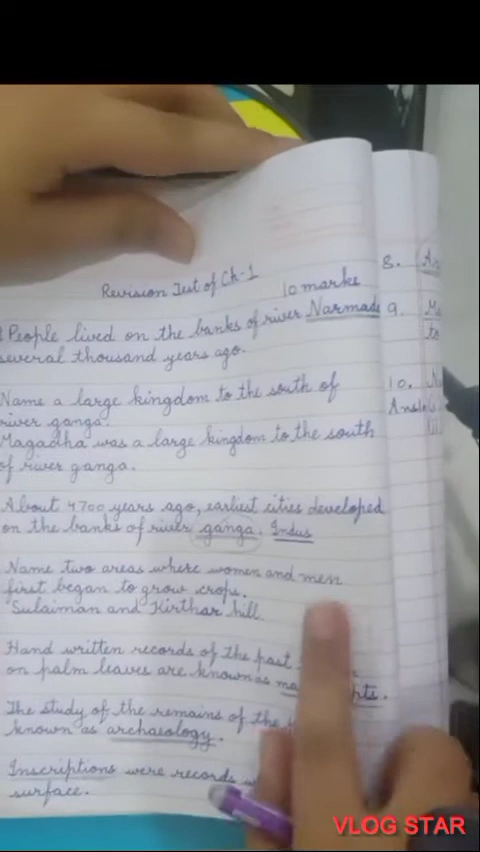 Revision Test of Ch-1
10 marks
People lived on the banks of river Narmada
several thousand years ago.
Name a large kingdom to the south of
river ganga.
Magadha was a large kingdom to the south
of river ganga.
About 4700 years ago, earliest cities developed
on the banks of river ganga. Indus
Name two areas where women and men
first began to grow crops.
Sulaiman and Kirthar hill.
Hand written records of the past
on palm leaves are known as
The study of the remains of the
known as archaeology.
Inscriptions were records
surface.
8.
9.
to
10.
VLOG STAR